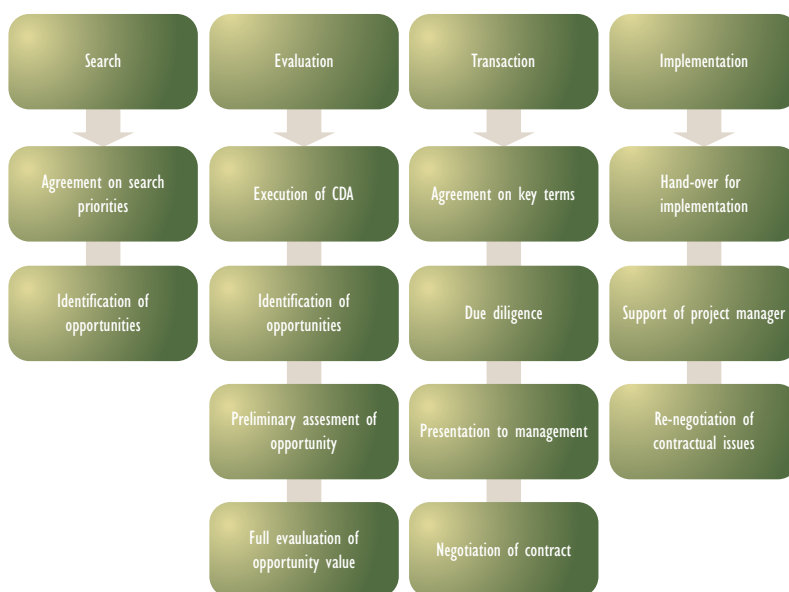 Search
Agreement on search
priorities
Identification of
opportunities
Evaluation
Execution of CDA
Identification of
opportunities
Preliminary assesment of
opportunity
Full evauluation of
opportunity value
Transaction
Agreement on key terms
Due diligence
Presentation to management
Negotiation of contract
Implementation
Hand-over for
implementation
Support of project manager
Re-negotiation of
contractual issues